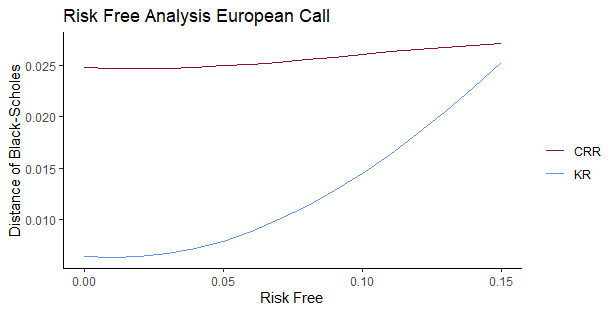 Risk Free Analysis European Call
Distance of Black-Scholes
0.025
0.020
0.015
0.010
0.00
0.05
0.10
0.15
Risk Free
CRR
KR